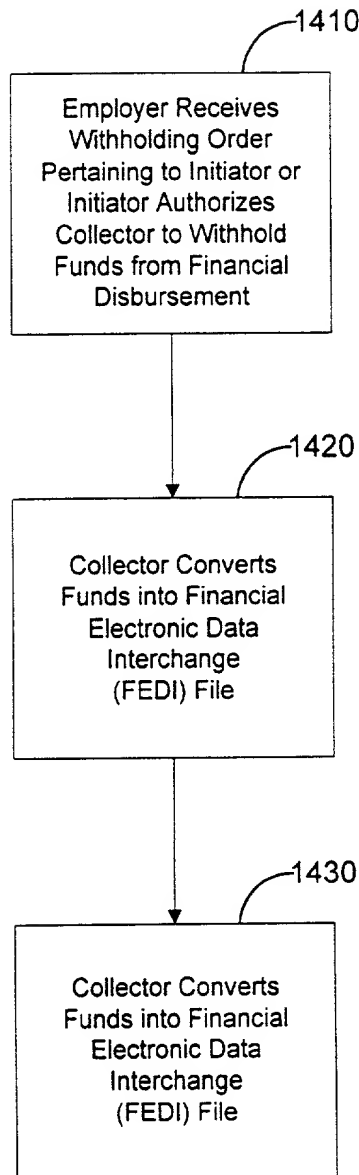 1410
Employer Receives
Withholding Order
Pertaining to Initiator or
Initiator Authorizes
Collector to Withhold
Funds from Financial
Disbursement
1420
Collector Converts
Funds into Financial
Electronic Data
Interchange
(FEDI) File
1430
Collector Converts
Funds into Financial
Electronic Data
Interchange
(FEDI) File